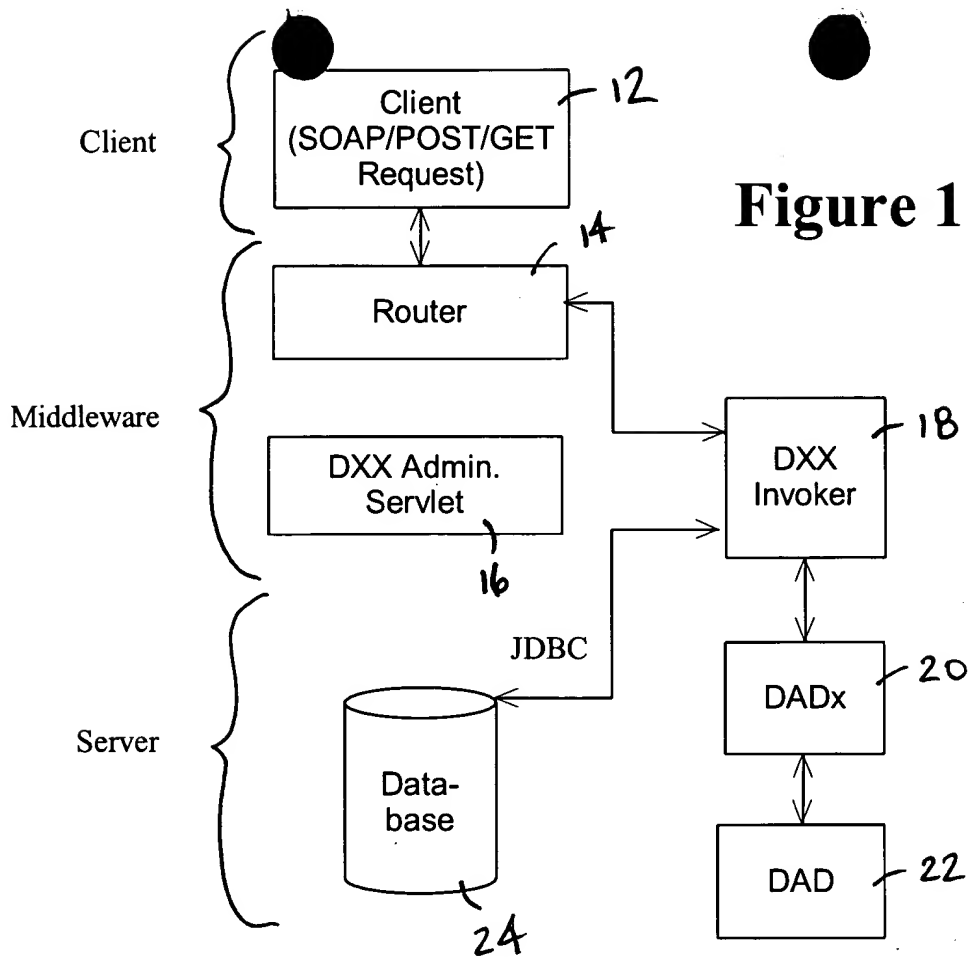 Client
Client
(SOAP/POST/GET
Request)
12
Figure 1
14
Router
Middleware
18
DXX
Invoker
DXX Admin.
Servlet
16
JDBC
Server
20
DADx
Data-
base
24
DAD
22